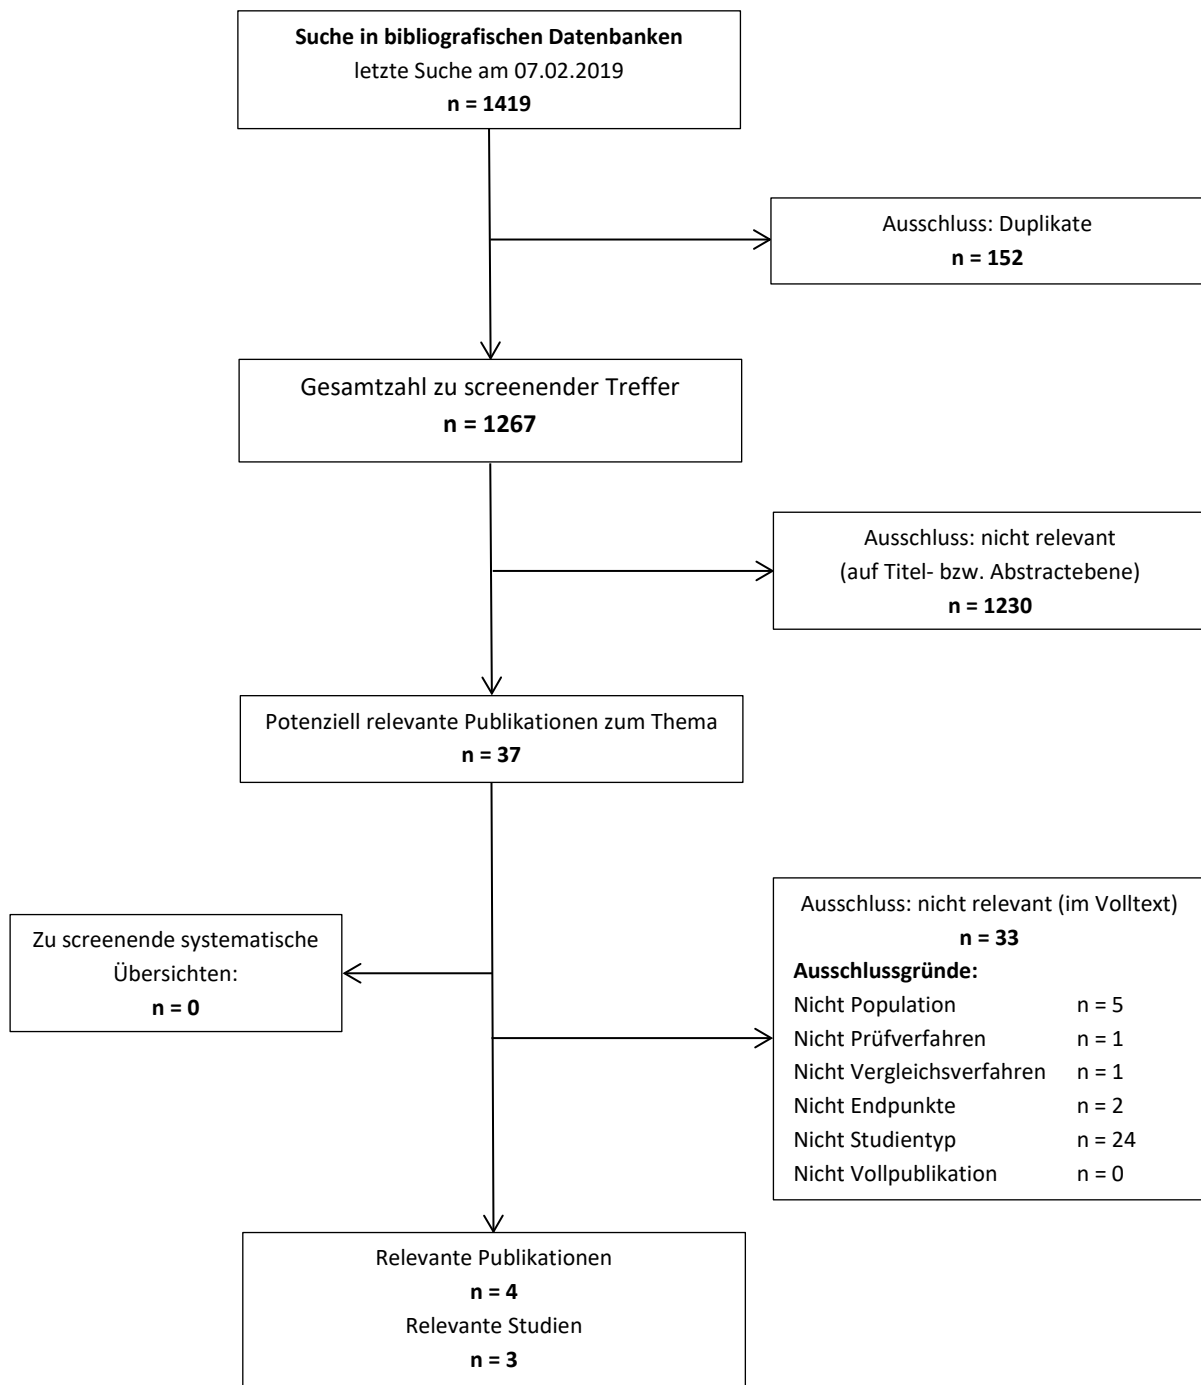 Suche in bibliografischen Datenbanken
letzte Suche am 07.02.2019
n = 1419
Ausschluss: Duplikate
n = 152
Gesamtzahl zu screenender Treffer
n = 1267
Ausschluss: nicht relevant
(auf Titel- bzw. Abstractebene)
n = 1230
Potenziell relevante Publikationen zum Thema
n = 37
Zu screenende systematische
Übersichten:
n = 0
Ausschluss: nicht relevant (im Volltext)
n = 33
Ausschlussgründe:
Nicht Population n = 5
Nicht Prüfverfahren n = 1
Nicht Vergleichsverfahren n = 1
Nicht Endpunkte n = 2
Nicht Studientyp n = 24
Nicht Vollpublikation n = 0
Relevante Publikationen
n = 4
Relevante Studien
n = 3